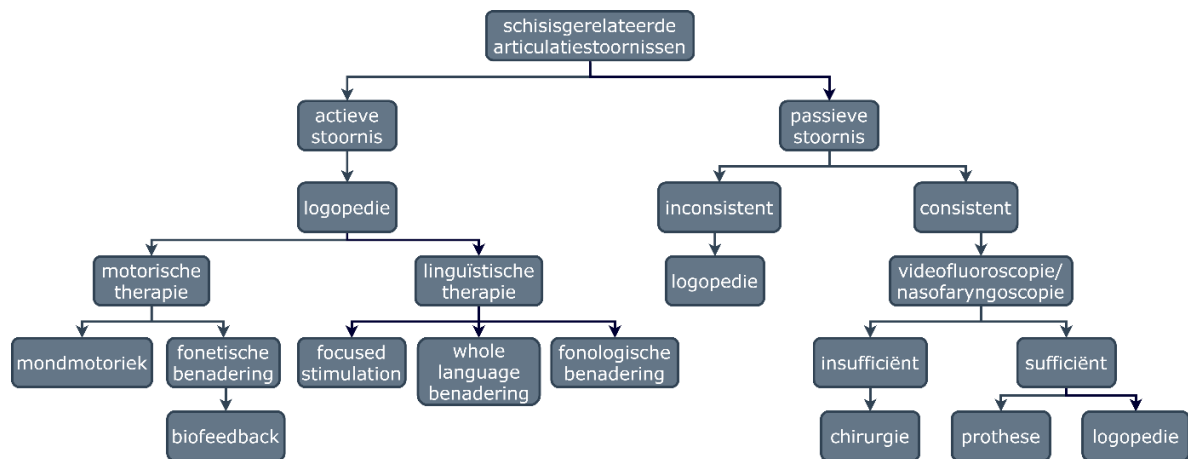 schisisgerelateerde
articulatiestoornissen
actieve
stoornis
passieve
stoornis
logopedie
inconsistent
consistent
motorische
therapie
linguïstische
therapie
logopedie
videofluoroscopie/
nasofaryngoscopie
mondmotoriek
fonetische
benadering
focused
stimulation
whole
language
benadering
fonologische
benadering
insufficiënt
sufficiënt
biofeedback
chirurgie
prothese
logopedie